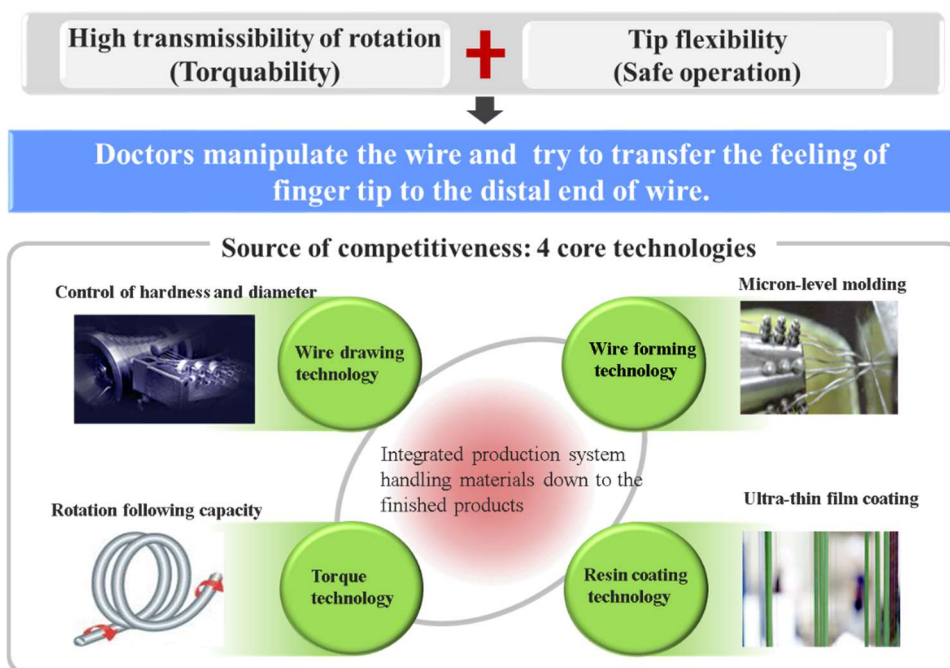 High transmissibility of rotation
(Torquability)
Tip flexibility
(Safe operation)
Doctors manipulate the wire and try to transfer the feeling of
finger tip to the distal end of wire.
Source of competitiveness: 4 core technologies
Control of hardness and diameter
Wire drawing
technology
Micron-level molding
Wire forming
technology
Integrated production system
handling materials down to the
finished products
Rotation following capacity
Torque
technology
Ultra-thin film coating
Resin coating
technology